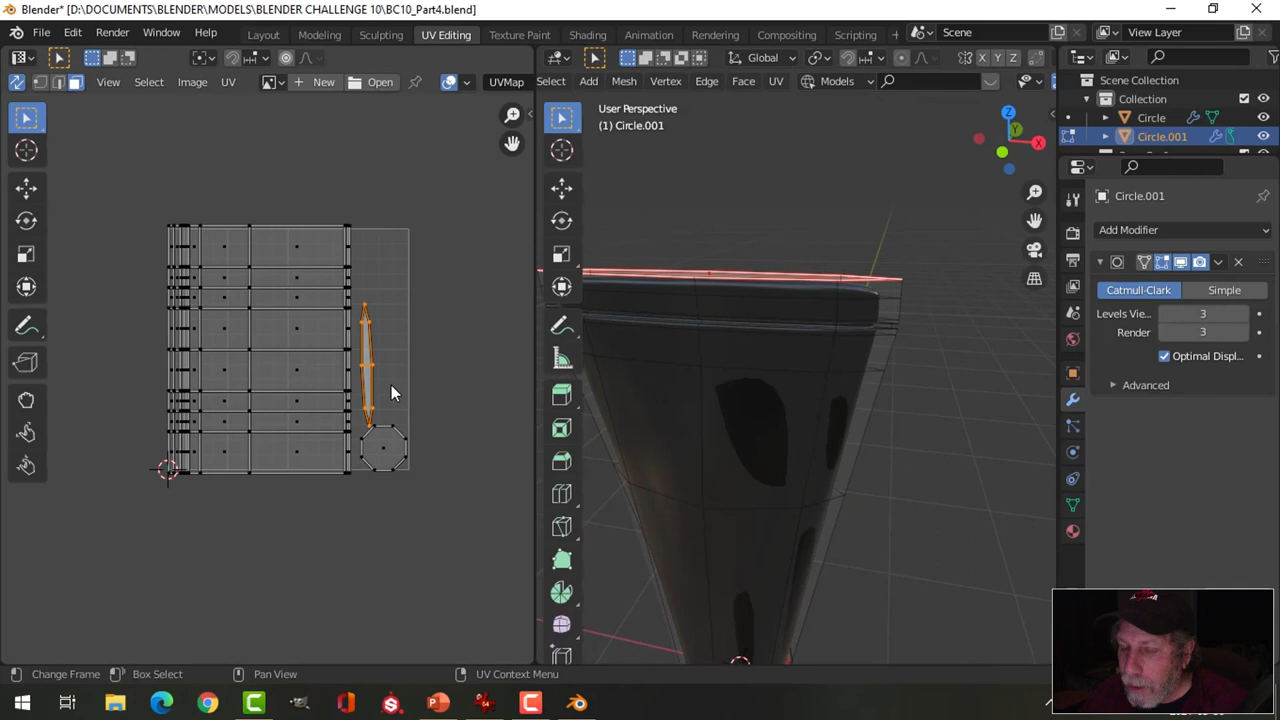 Blender* [D:\DOCUMENTS\BLENDER\MODELS\BLENDER CHALLENGE 10\BC10_Part4.blend]
File Edit Render Window Help Layout Modeling Sculpting UV Editing Texture Paint Shading Animation Rendering Compositing Scripting Scene View Layer
Global
View Select Image UV New Open UVMap
Select Add Mesh Vertex Edge Face UV Models
Scene Collection
Collection
Circle
Circle.001
User Perspective
(1) Circle.001
X
Y
Z
X Y Z
Circle.001
Add Modifier
Catmull-Clark Simple
Levels Vie... 3
Render 3
Optimal Displ...
Advanced
Change Frame Box Select Pan View UV Context Menu